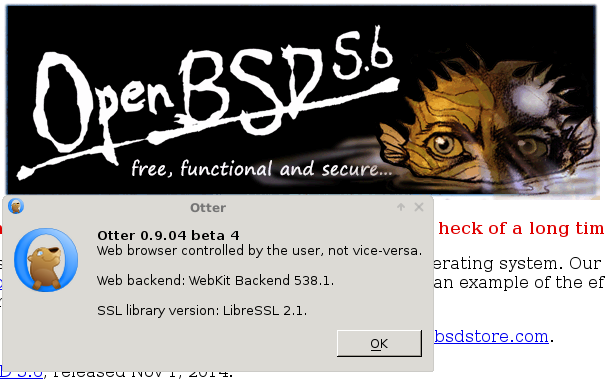 OpenBSD 5.6
free, functional and secure...
Otter
heck of a long tim
Otter 0.9.04 beta 4
Web browser controlled by the user, not vice-versa.
erating system. Our
an example of the ef
Web backend: WebKit Backend 538.1.
SSL library version: LibreSSL 2.1.
bsdstore.com.
OK
D 5.6, released Nov 1, 2014.